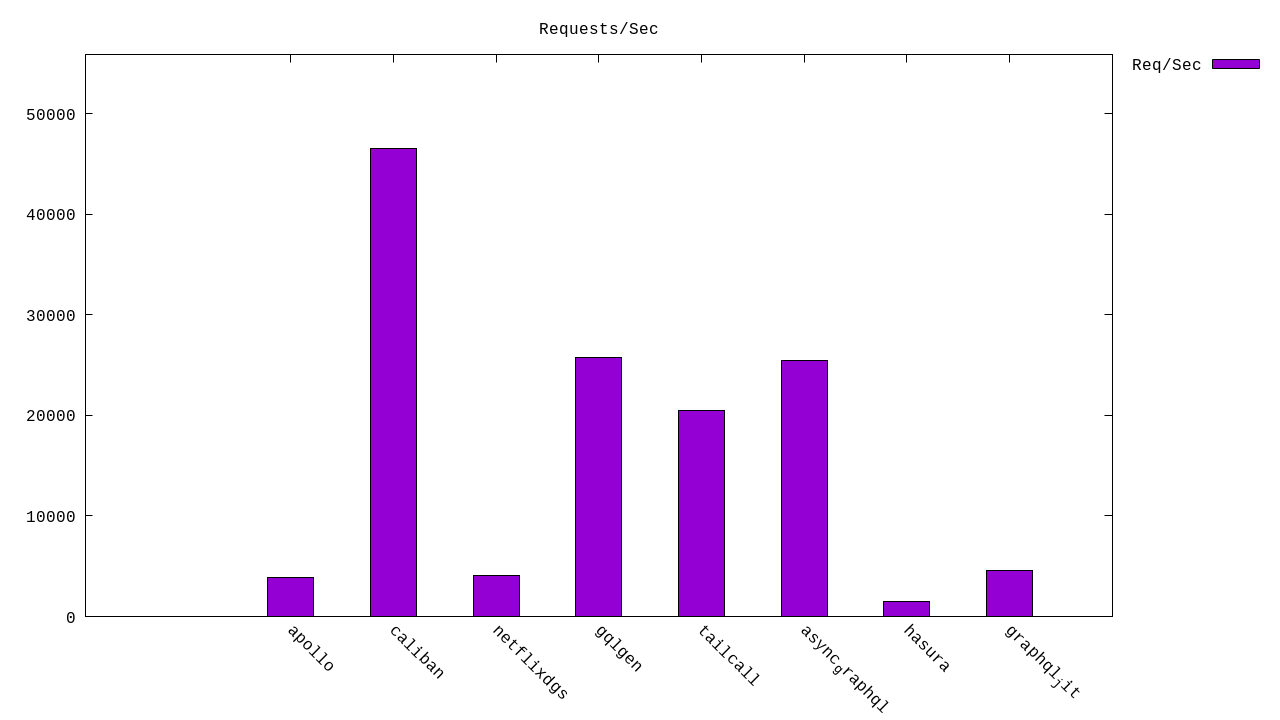 Requests/Sec
Req/Sec
50000
40000
30000
20000
10000
0
apollo
caliban
netflixdgs
gqlgen
tailcall
async_graphql
hasura
graphql_jit